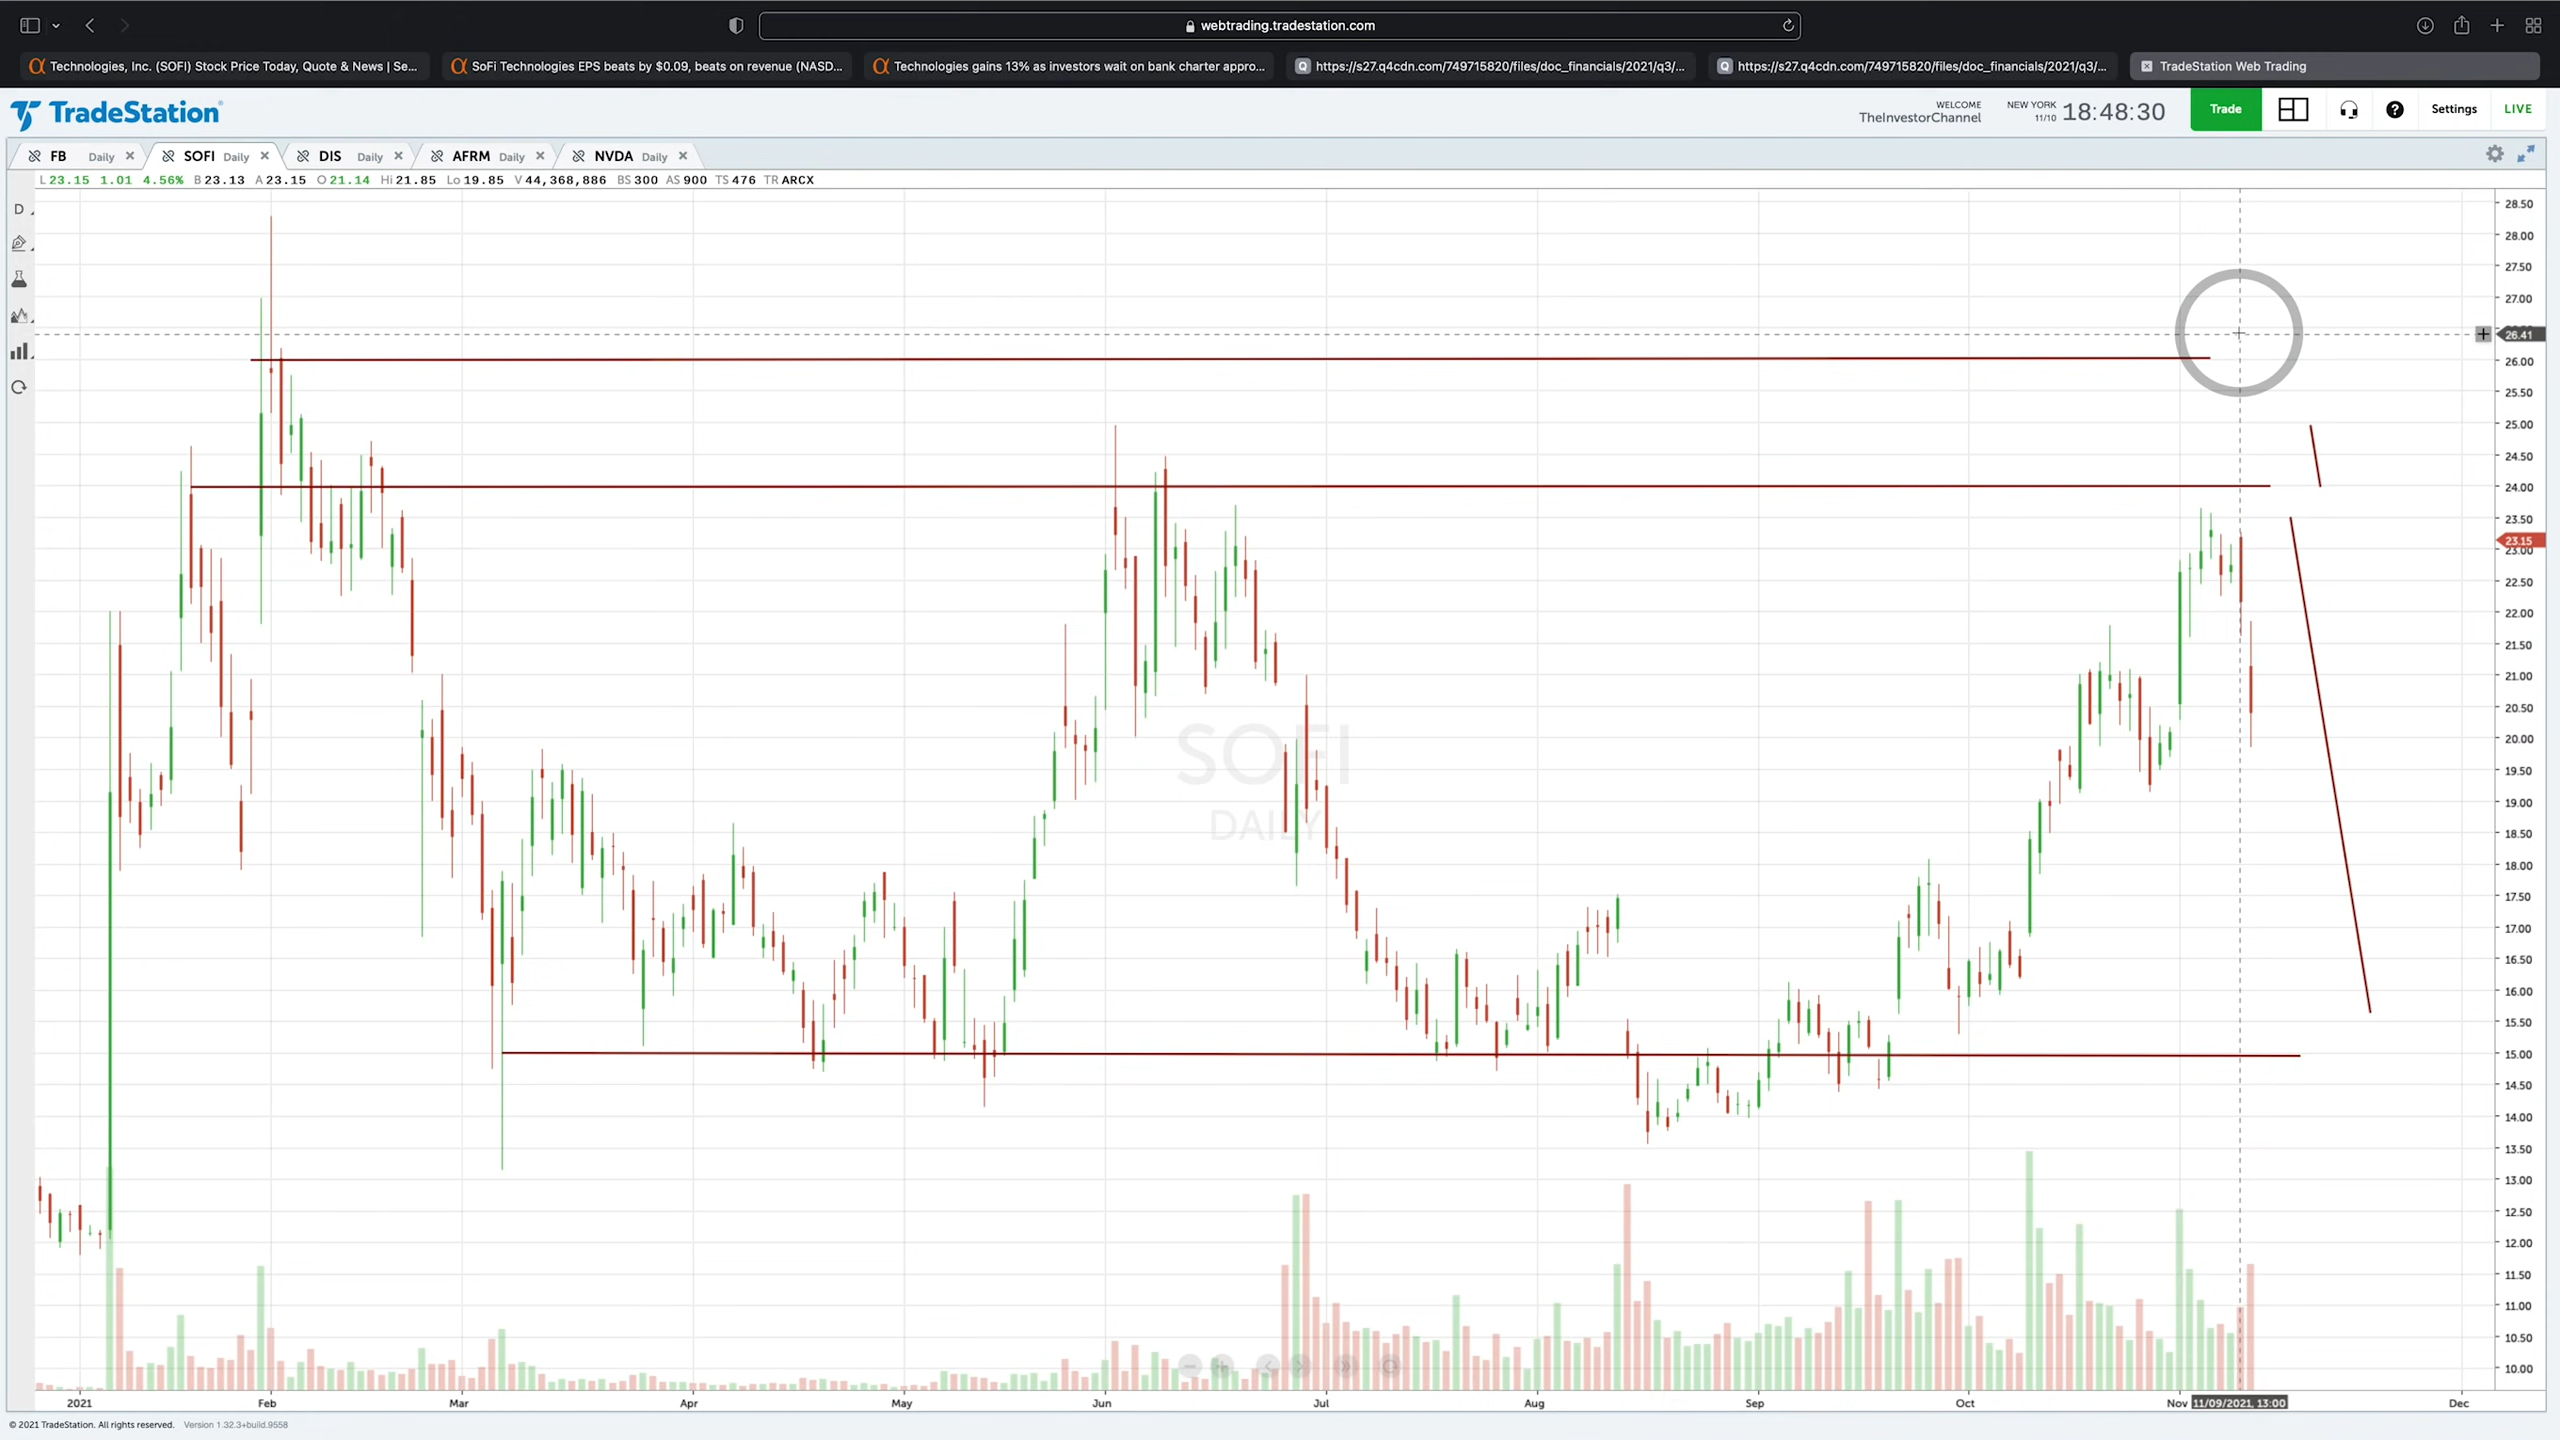 webtrading.tradestation.com
Technologies, Inc. (SOFI) Stock Price Today, Quote & News | Se...
SoFi Technologies EPS beats by $0.09, beats on revenue (NASD...
Technologies gains 13% as investors wait on bank charter appro...
https://s27.q4cdn.com/749715820/files/doc_financials/2021/q3/...
https://s27.q4cdn.com/749715820/files/doc_financials/2021/q3/...
TradeStation Web Trading
TradeStation
WELCOME
TheInvestorChannel
NEW YORK
11/10
18:48:30
Trade
Settings
LIVE
FB Daily
SOFI Daily
DIS Daily
AFRM Daily
NVDA Daily
L 23.15 1.01 4.56% B 23.13 A 23.15 O 21.14 Hi 21.85 Lo 19.85 V 44,368,886 BS 300 AS 900 TS 476 TR ARCX
D
28.50
28.00
27.50
27.00
26.41
26.00
25.50
25.00
24.50
24.00
23.50
23.15
23.00
22.50
22.00
21.50
21.00
20.50
20.00
19.50
19.00
18.50
18.00
17.50
17.00
16.50
16.00
15.50
15.00
14.50
14.00
13.50
13.00
12.50
12.00
11.50
11.00
10.50
10.00
SOFI
DAILY
2021 Feb Mar Apr May Jun Jul Aug Sep Oct Nov 11/09/2021, 13:00 Dec
© 2021 TradeStation. All rights reserved. Version 1.32.3+build.9558